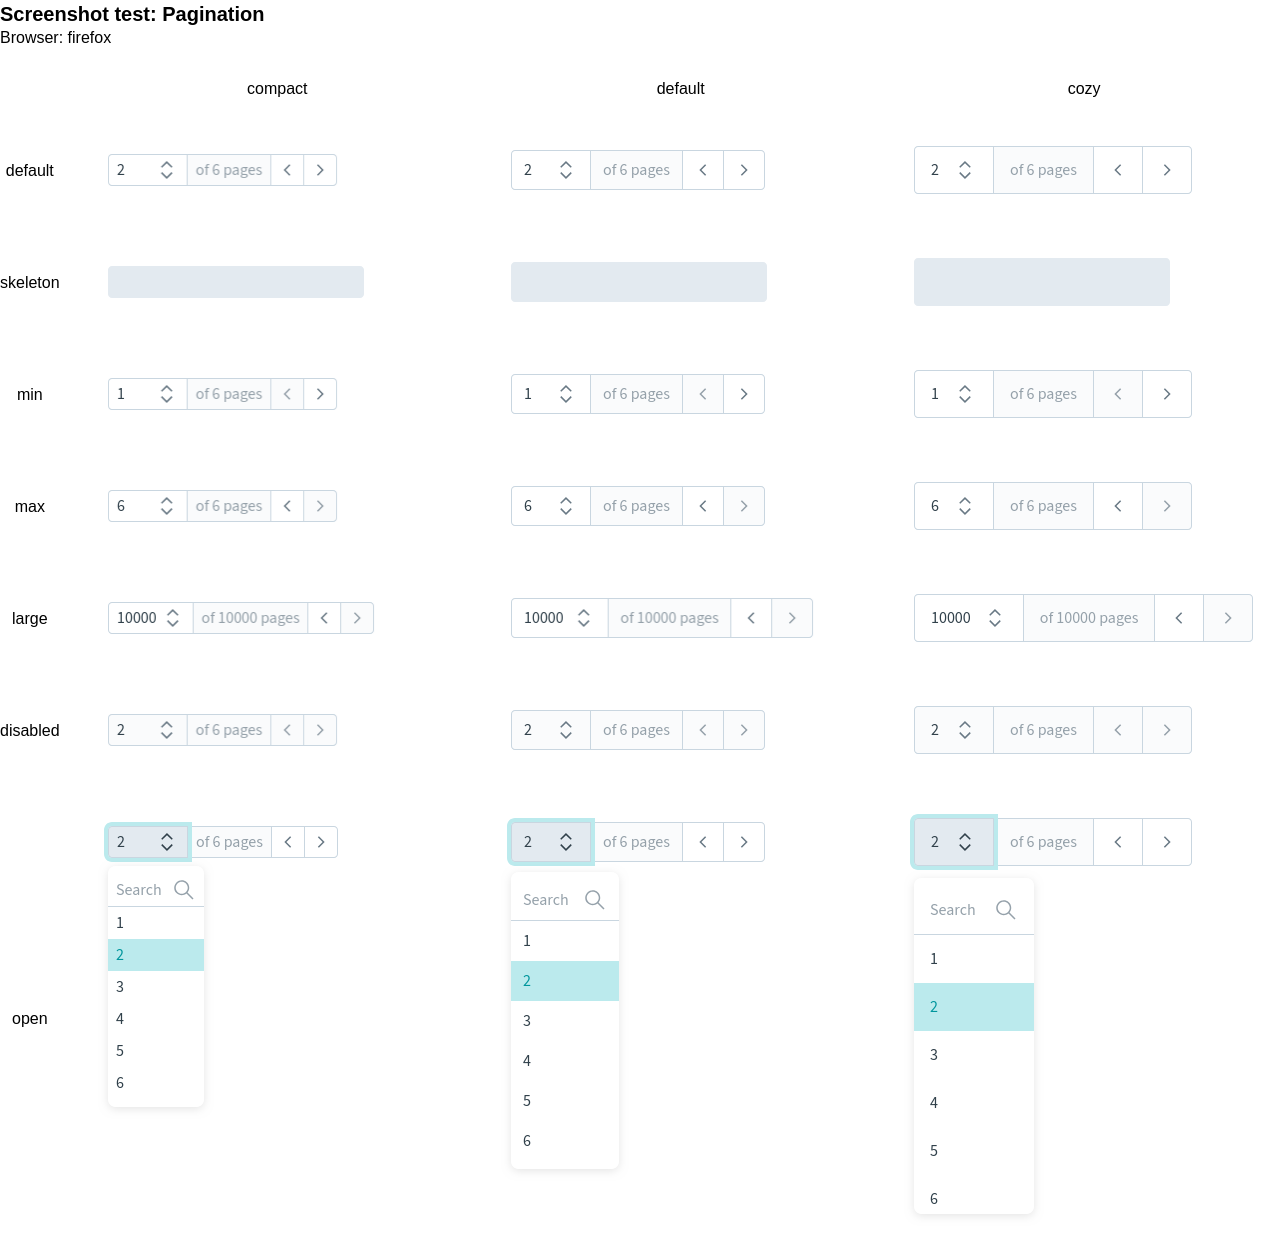 Screenshot test: Pagination
Browser: firefox
compact default cozy
default 2 of 6 pages 2 of 6 pages 2 of 6 pages
skeleton
min 1 of 6 pages 1 of 6 pages 1 of 6 pages
max 6 of 6 pages 6 of 6 pages 6 of 6 pages
large 10000 of 10000 pages 10000 of 10000 pages 10000 of 10000 pages
disabled 2 of 6 pages 2 of 6 pages 2 of 6 pages
open
2 of 6 pages
Search
1
2
3
4
5
6
2 of 6 pages
Search
1
2
3
4
5
6
2 of 6 pages
Search
1
2
3
4
5
6